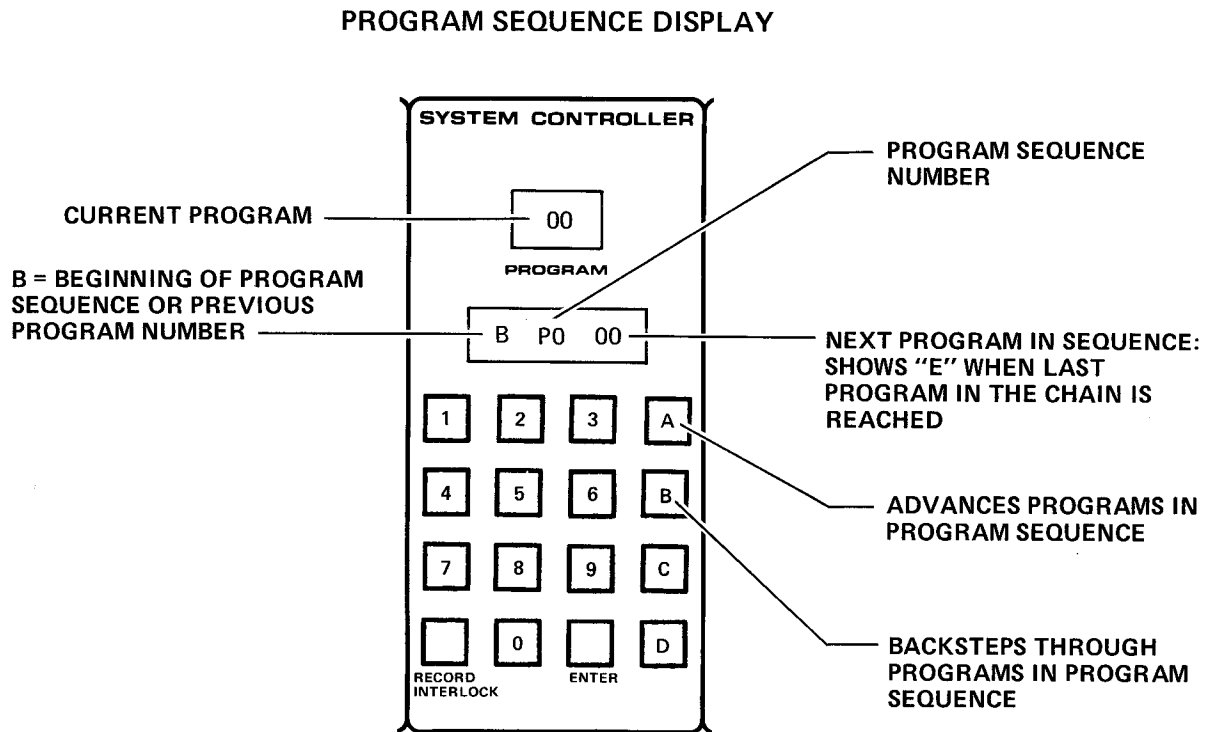 PROGRAM SEQUENCE DISPLAY
SYSTEM CONTROLLER
PROGRAM SEQUENCE
NUMBER
CURRENT PROGRAM
00
PROGRAM
B = BEGINNING OF PROGRAM
SEQUENCE OR PREVIOUS
PROGRAM NUMBER
B P0 00
NEXT PROGRAM IN SEQUENCE:
SHOWS “E” WHEN LAST
PROGRAM IN THE CHAIN IS
REACHED
1 2 3 A
4 5 6 B
ADVANCES PROGRAMS IN
PROGRAM SEQUENCE
7 8 9 C
0 D
RECORD
INTERLOCK
ENTER
BACKSTEPS THROUGH
PROGRAMS IN PROGRAM
SEQUENCE